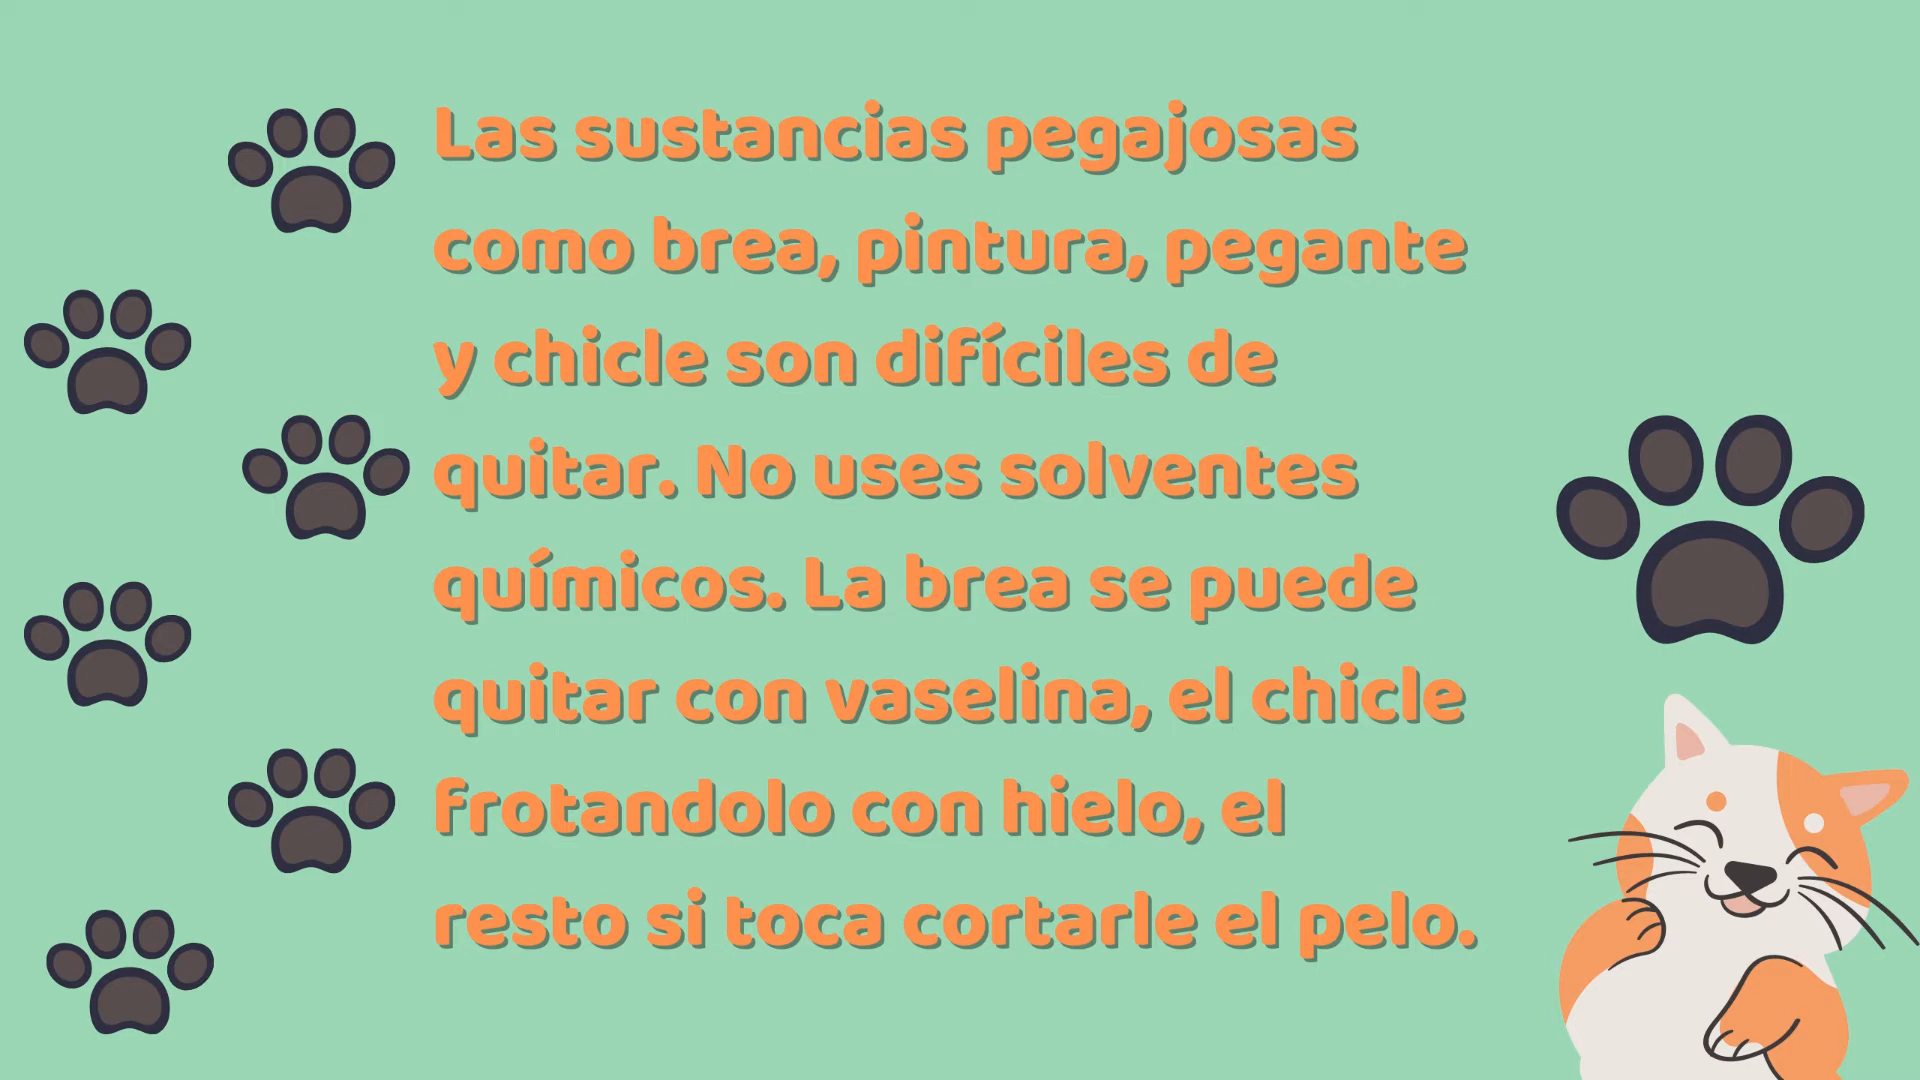 Las sustancias pegajosas
como brea, pintura, pegante
y chicle son difíciles de
quitar. No uses solventes
químicos. La brea se puede
quitar con vaselina, el chicle
frotandolo con hielo, el
resto si toca cortarle el pelo.